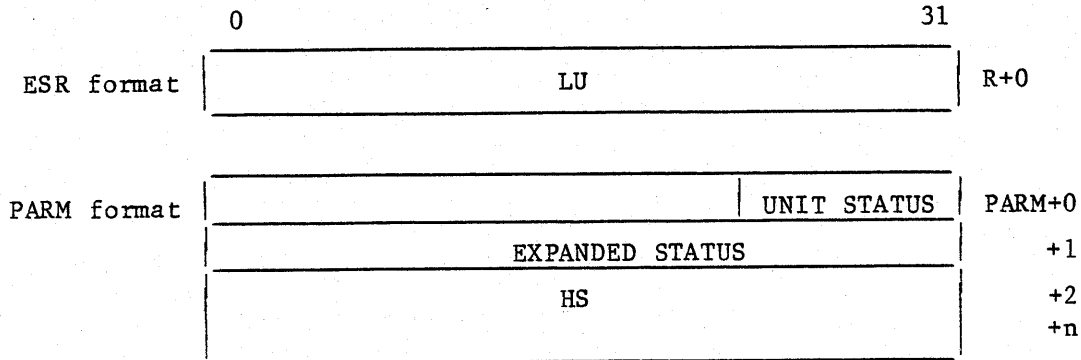 0 31
ESR format LU R+0
PARM format UNIT STATUS PARM+0
EXPANDED STATUS +1
HS +2
+n